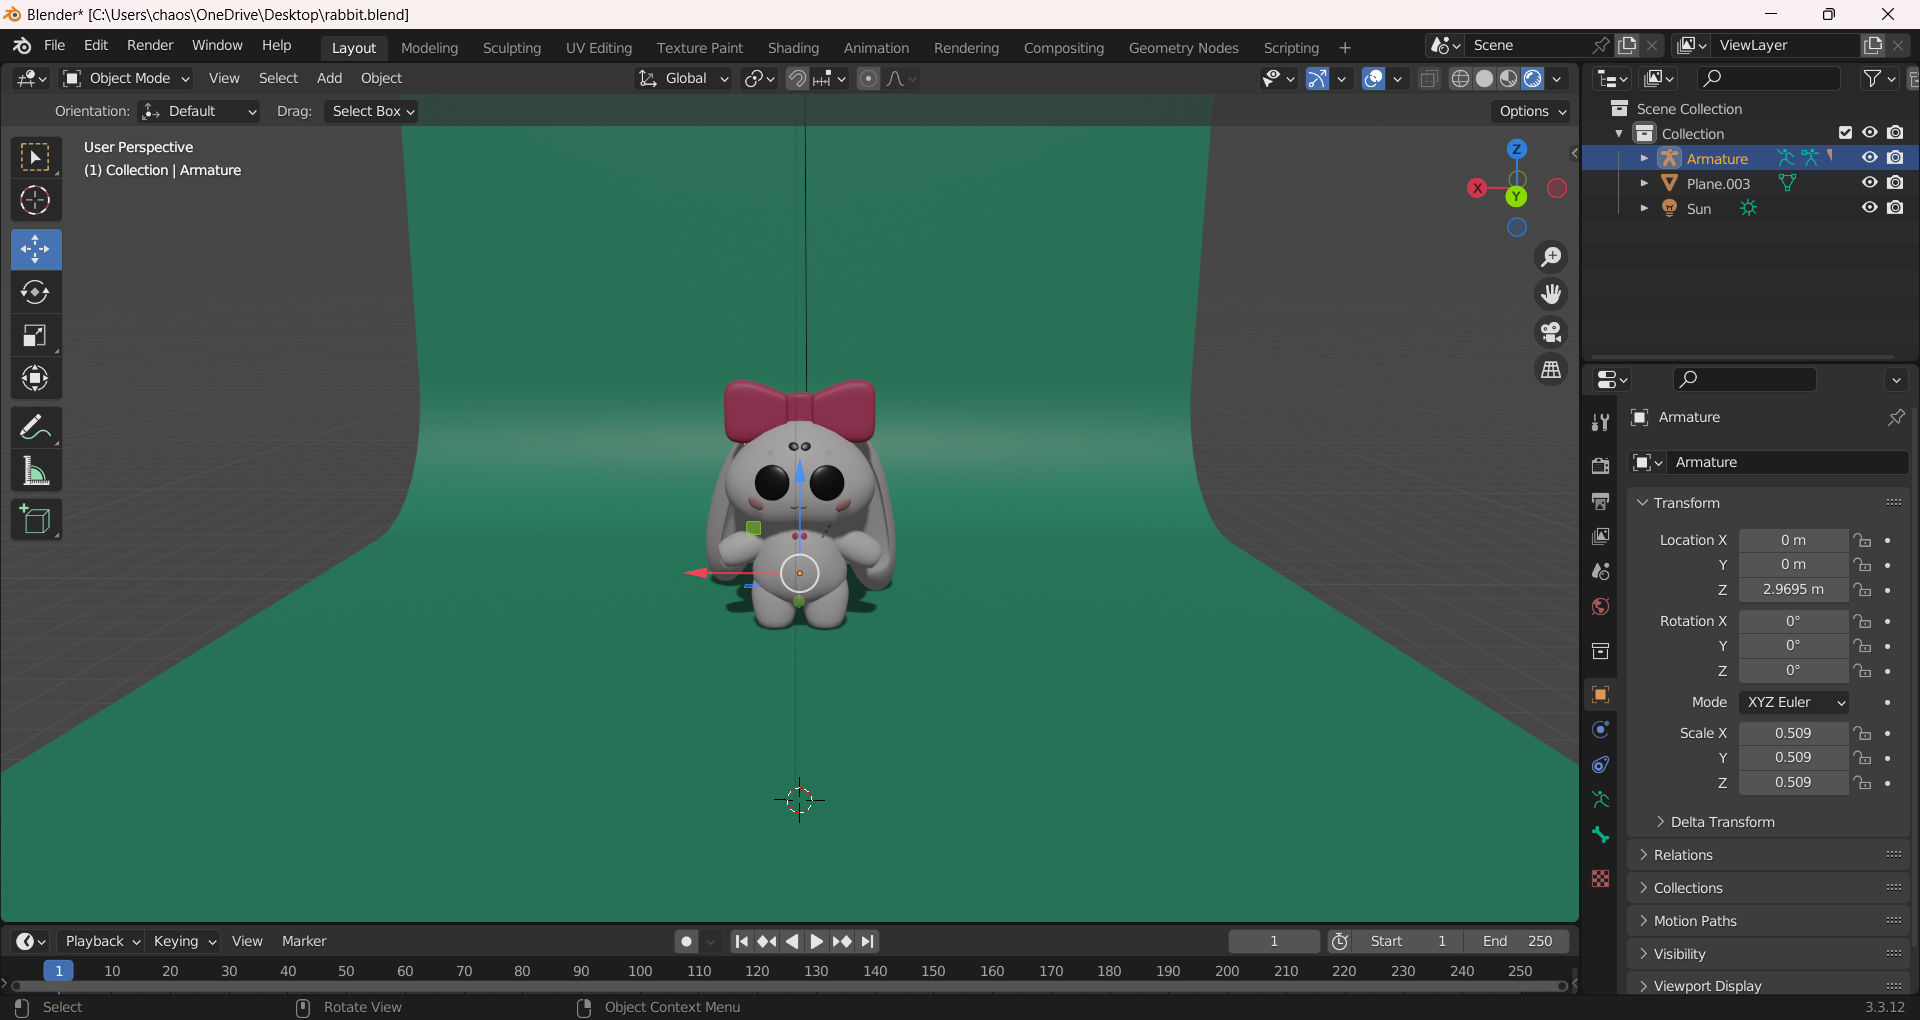 Blender* [C:\Users\chaos\OneDrive\Desktop\rabbit.blend]
File Edit Render Window Help Layout Modeling Sculpting UV Editing Texture Paint Shading Animation Rendering Compositing Geometry Nodes Scripting + Scene ViewLayer
Object Mode View Select Add Object Global
Orientation: Default Drag: Select Box Options
User Perspective
(1) Collection | Armature
Z
X
Y
Scene Collection
Collection
Armature
Plane.003
Sun
Armature
Armature
Transform
Location X 0 m
Y 0 m
Z 2.9695 m
Rotation X 0°
Y 0°
Z 0°
Mode XYZ Euler
Scale X 0.509
Y 0.509
Z 0.509
Delta Transform
Relations
Collections
Motion Paths
Visibility
Viewport Display
Playback Keying View Marker 1 Start 1 End 250
1 10 20 30 40 50 60 70 80 90 100 110 120 130 140 150 160 170 180 190 200 210 220 230 240 250
Select Rotate View Object Context Menu 3.3.12